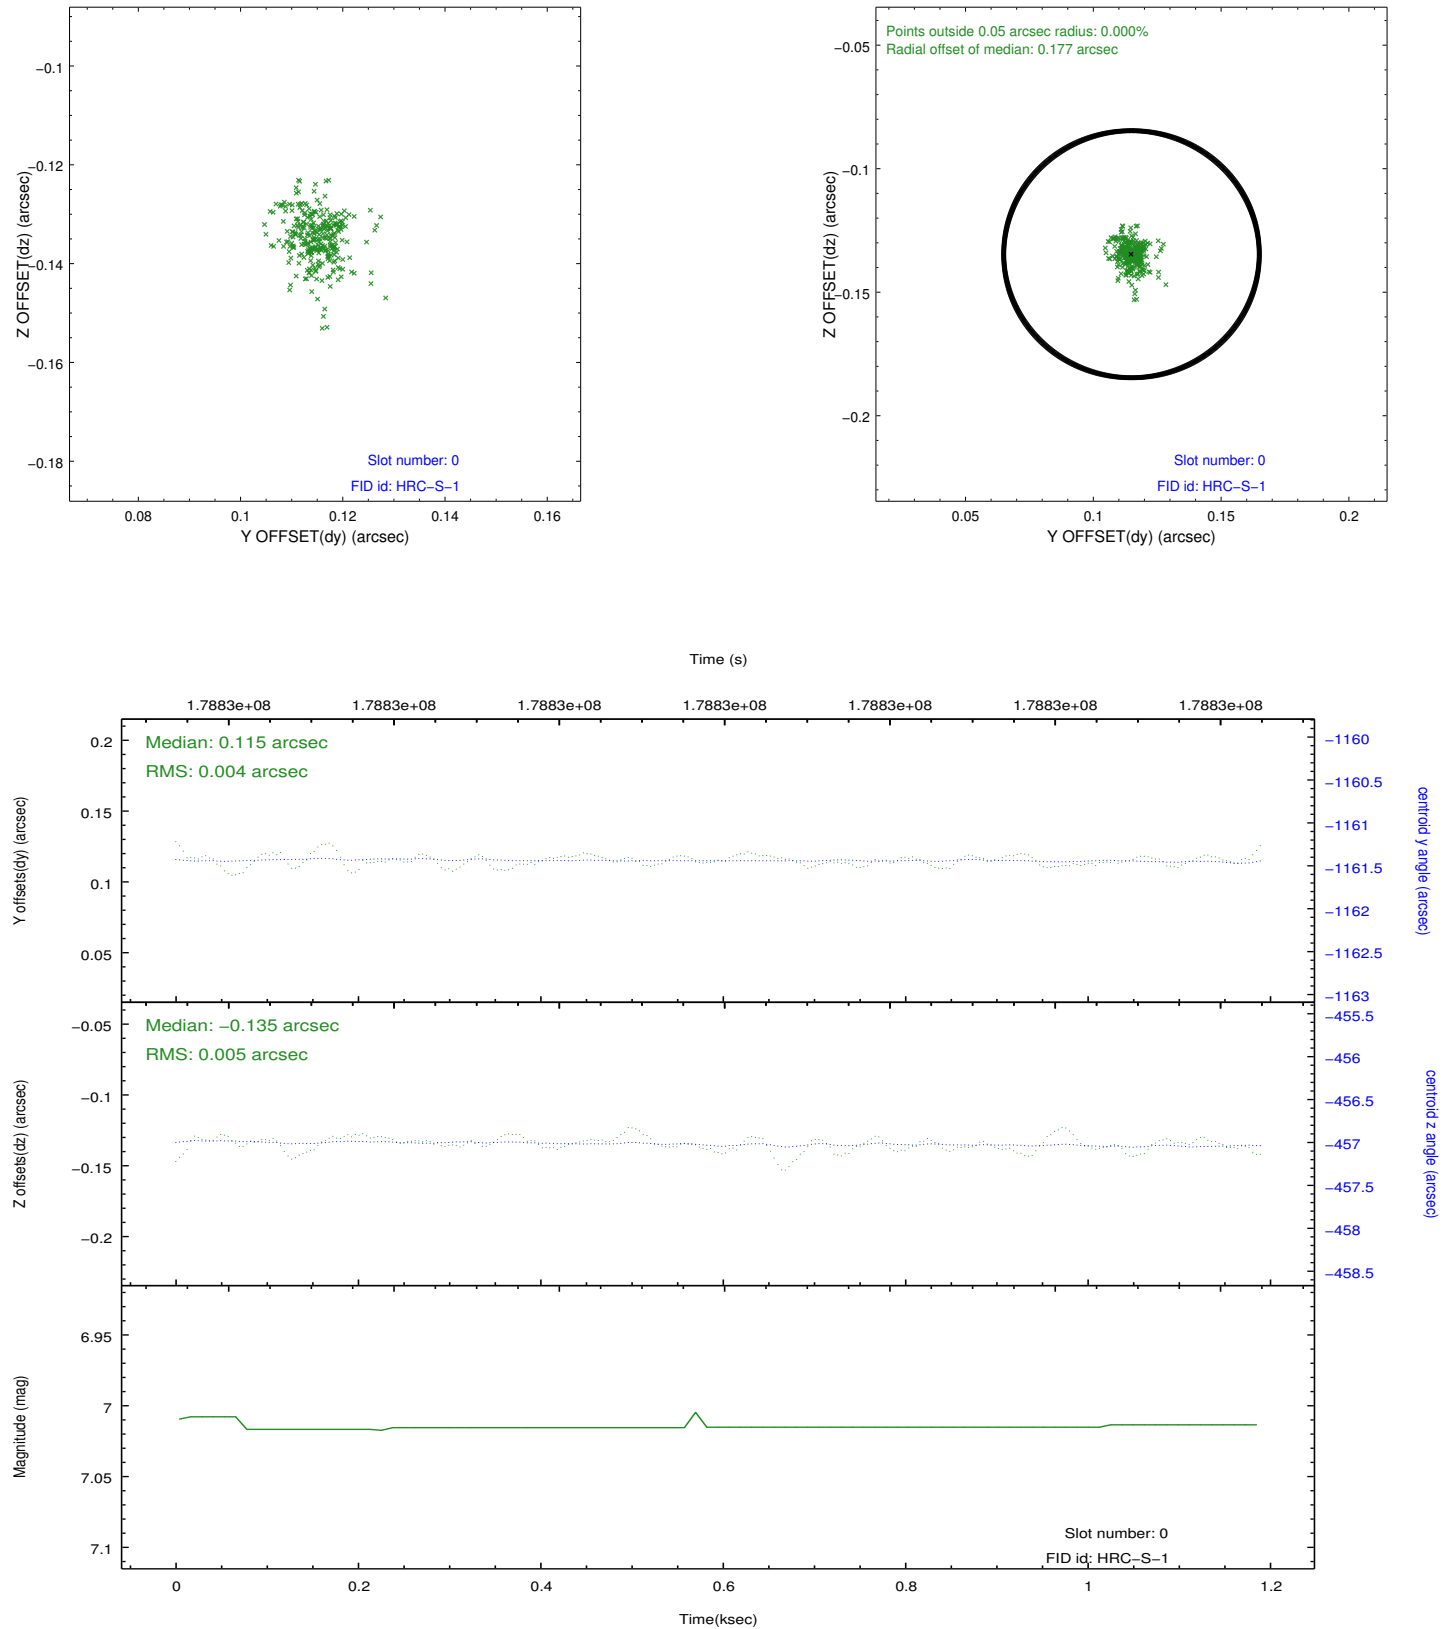 −0.1
−0.12
−0.14
−0.16
−0.18
Z OFFSET(dz) (arcsec)
Slot number: 0
FID id: HRC−S−1
0.08
0.1
0.12
0.14
0.16
Y OFFSET(dy) (arcsec)
Points outside 0.05 arcsec radius: 0.000%
Radial offset of median: 0.177 arcsec
−0.05
−0.1
−0.15
−0.2
Z OFFSET(dz) (arcsec)
Slot number: 0
FID id: HRC−S−1
0.05
0.1
0.15
0.2
Y OFFSET(dy) (arcsec)
Time (s)
1.7883e+08
1.7883e+08
1.7883e+08
1.7883e+08
1.7883e+08
1.7883e+08
1.7883e+08
Median: 0.115 arcsec
RMS: 0.004 arcsec
0.2
0.15
0.1
0.05
Y offsets(dy) (arcsec)
−1160
−1160.5
−1161
−1161.5
−1162
−1162.5
−1163
centroid y angle (arcsec)
Median: −0.135 arcsec
RMS: 0.005 arcsec
−0.05
−0.1
−0.15
−0.2
Z offsets(dz) (arcsec)
−455.5
−456
−456.5
−457
−457.5
−458
−458.5
centroid z angle (arcsec)
6.95
7
7.05
7.1
Magnitude (mag)
Slot number: 0
FID id: HRC−S−1
0
0.2
0.4
0.6
0.8
1
1.2
Time(ksec)